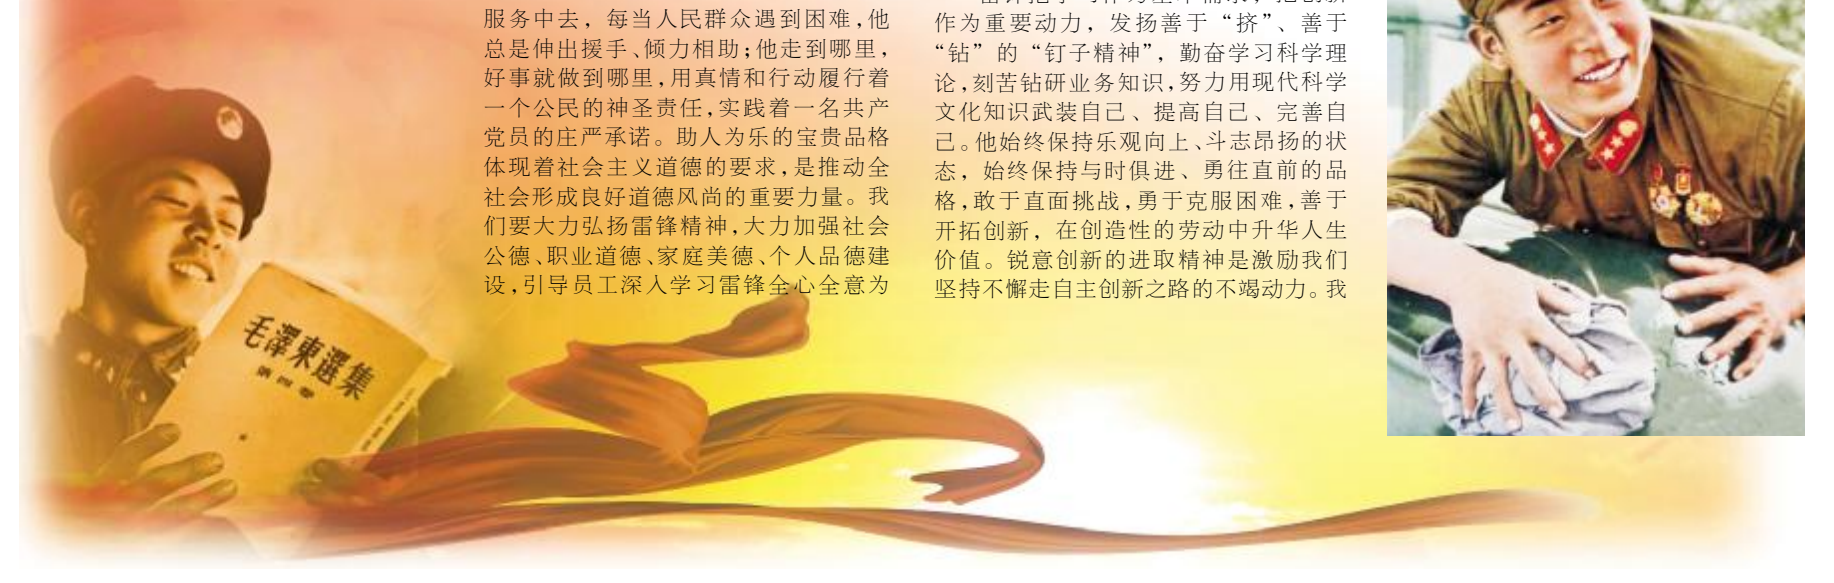 服务中去，每当人民群众遇到困难，他
总是伸出援手、倾力相助；他走到哪里，
好事就做到哪里，用真情和行动履行着
一个公民的神圣责任，实践着一名共产
党员的庄严承诺。助人为乐的宝贵品格
体现着社会主义道德的要求，是推动全
社会形成良好道德风尚的重要力量。我
们要大力弘扬雷锋精神，大力加强社会
公德、职业道德、家庭美德、个人品德建
设，引导员工深入学习雷锋全心全意为
作为重要动力，发扬善于“挤”、善于
“钻”的“钉子精神”，勤奋学习科学理
论，刻苦钻研业务知识，努力用现代科学
文化知识武装自己、提高自己、完善自
己。他始终保持乐观向上、斗志昂扬的状
态，始终保持与时俱进、勇往直前的品
格，敢于直面挑战，勇于克服困难，善于
开拓创新，在创造性的劳动中升华人生
价值。锐意创新的进取精神是激励我们
坚持不懈走自主创新之路的不竭动力。我
毛澤東選集
第四卷